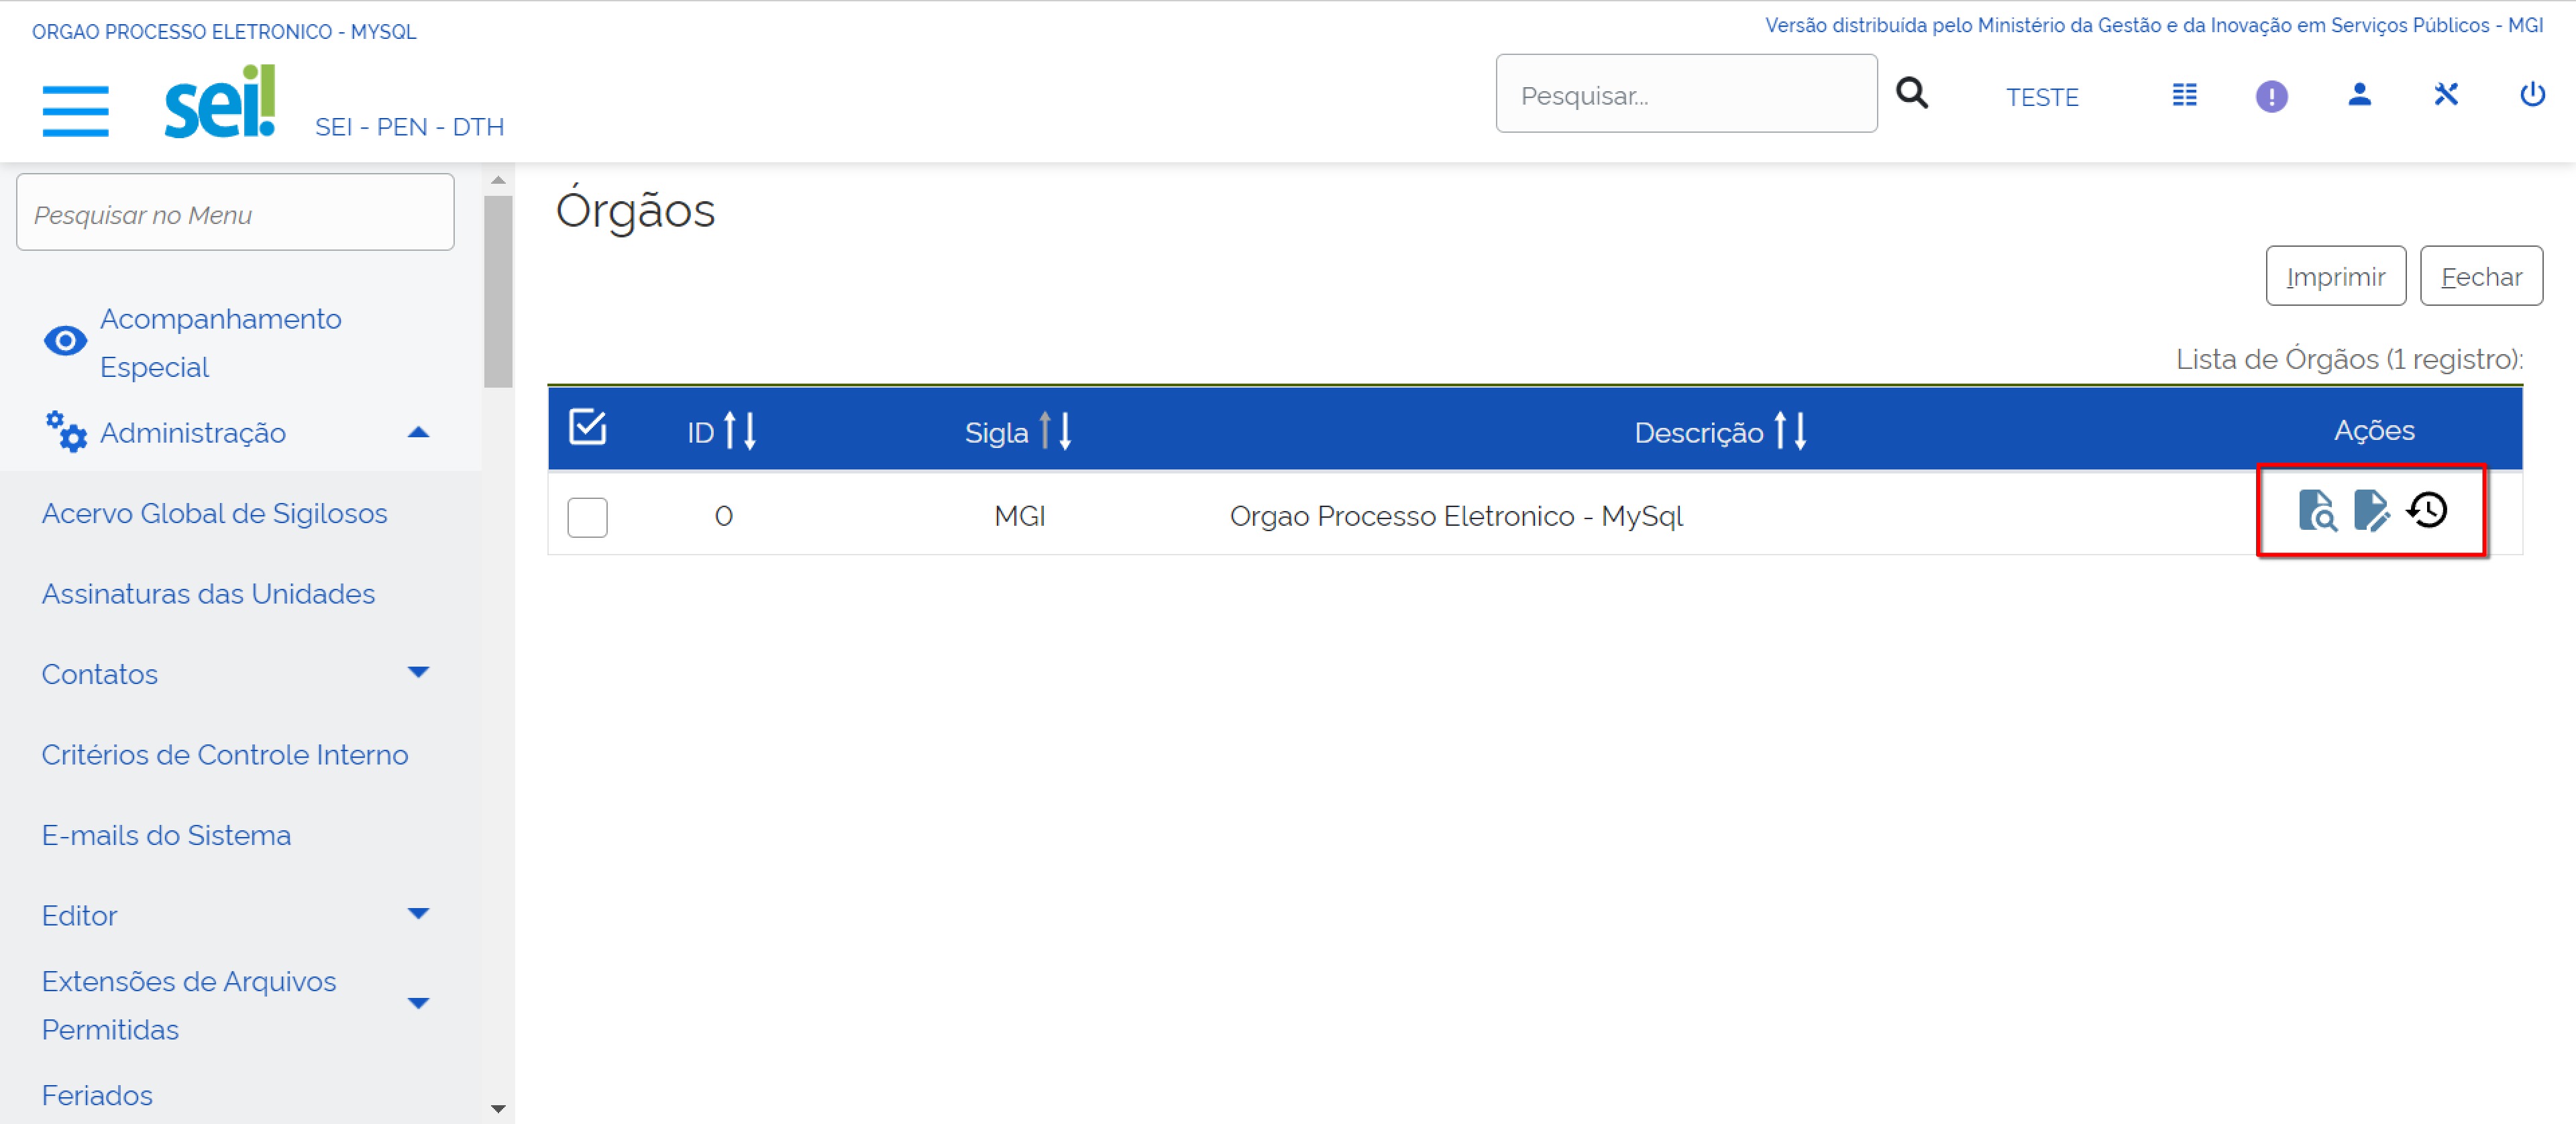 ORGAO PROCESSO ELETRONICO - MYSQL
Versão distribuída pelo Ministério da Gestão e da Inovação em Serviços Públicos - MGI
sei!
SEI - PEN - DTH
Pesquisar...
TESTE
Pesquisar no Menu
Acompanhamento
Especial
Administração
Acervo Global de Sigilosos
Assinaturas das Unidades
Contatos
Critérios de Controle Interno
E-mails do Sistema
Editor
Extensões de Arquivos
Permitidas
Feriados
Órgãos
Imprimir Fechar
Lista de Órgãos (1 registro):
ID Sigla Descrição Ações
0 MGI Orgao Processo Eletronico - MySql